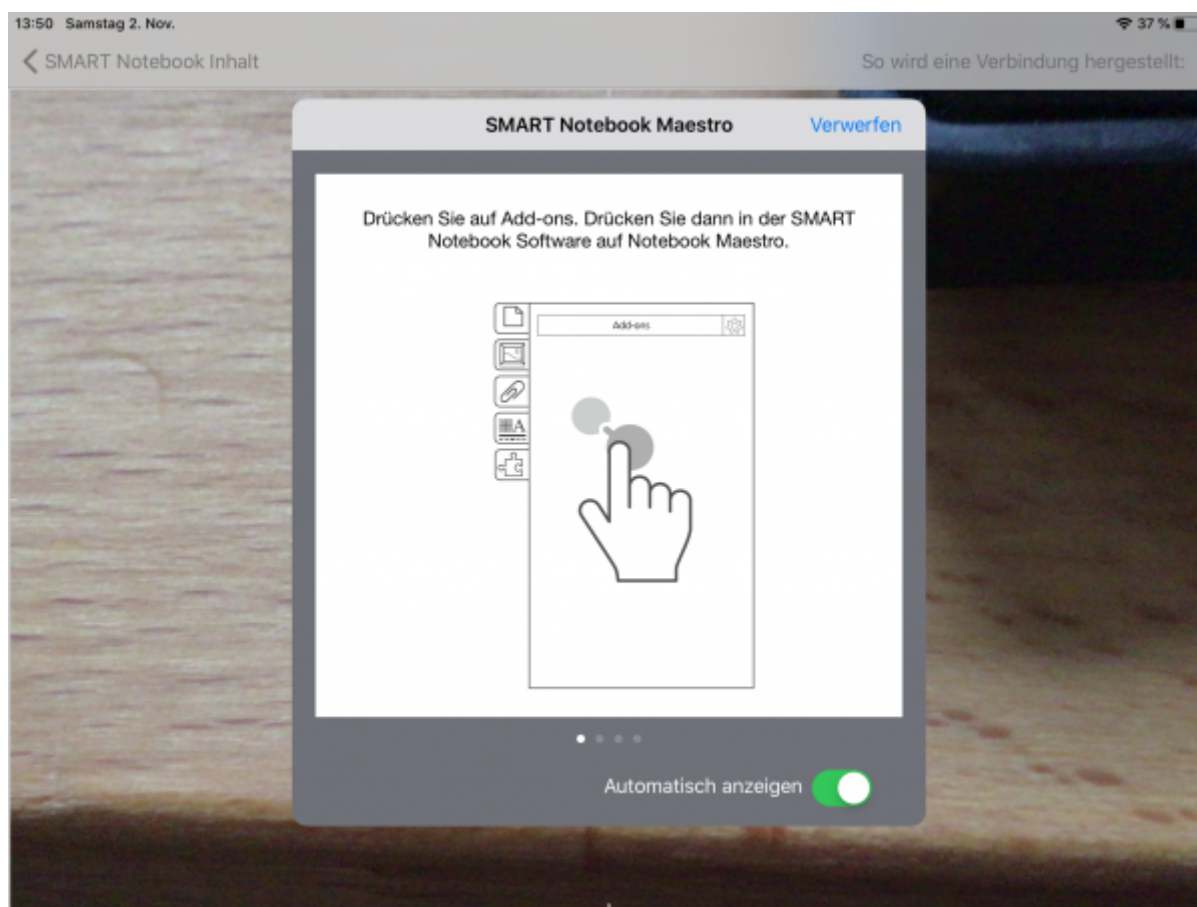 13:50 Samstag 2. Nov.
37 %
SMART Notebook Inhalt
So wird eine Verbindung hergestellt:
SMART Notebook Maestro
Verwerfen
Drücken Sie auf Add-ons. Drücken Sie dann in der SMART
Notebook Software auf Notebook Maestro.
Add-ons
A
Automatisch anzeigen